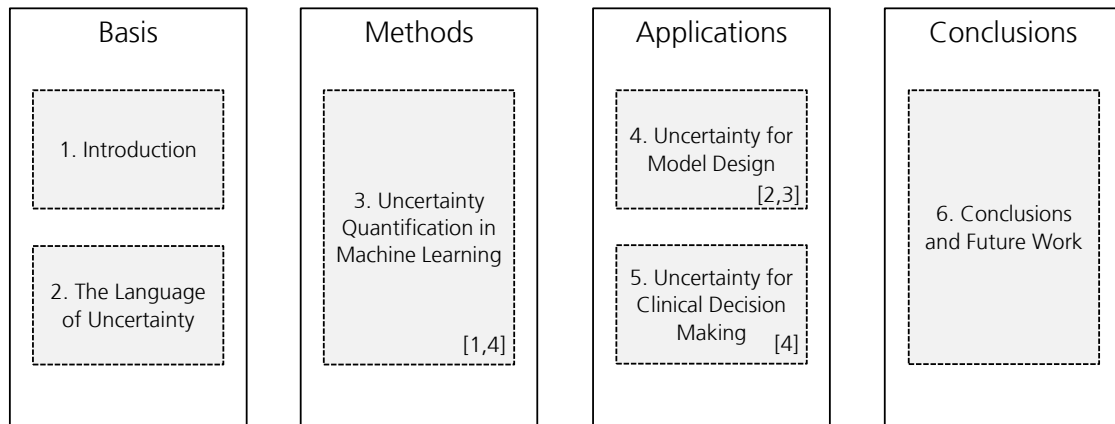 Basis
1. Introduction
2. The Language
of Uncertainty
Methods
3. Uncertainty
Quantification in
Machine Learning
[1,4]
Applications
4. Uncertainty for
Model Design
[2,3]
5. Uncertainty for
Clinical Decision
Making
[4]
Conclusions
6. Conclusions
and Future Work